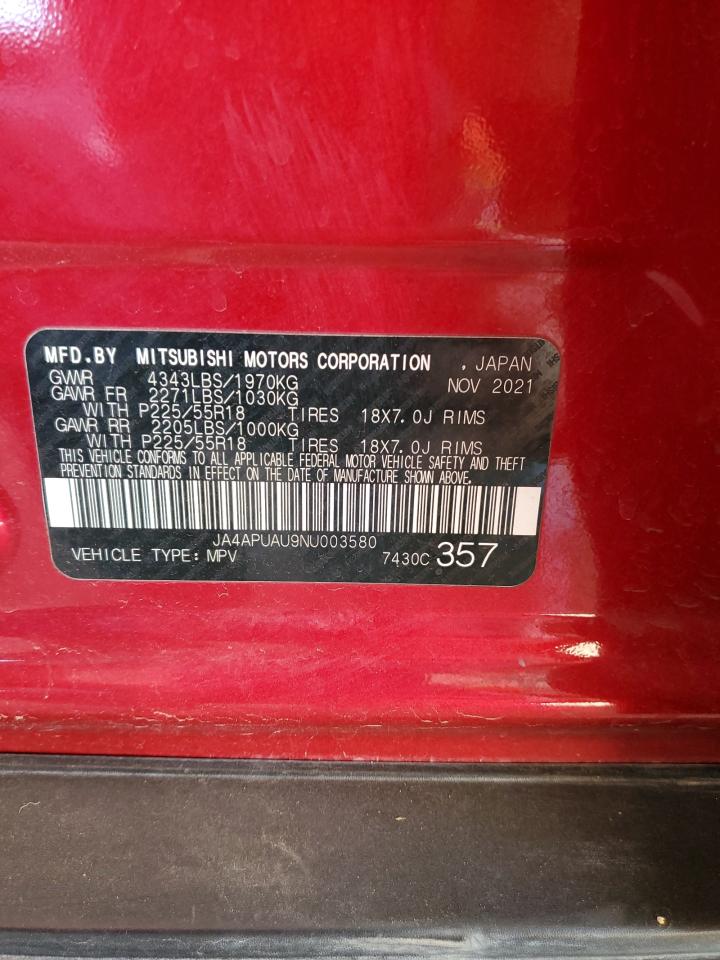 MFD.BY MITSUBISHI MOTORS CORPORATION , JAPAN
GVWR 4343LBS/1970KG NOV 2021
GAWR FR 2271LBS/1030KG
WITH P225/55R18 TIRES 18X7.0J RIMS
GAWR RR 2205LBS/1000KG
WITH P225/55R18 TIRES 18X7.0J RIMS
THIS VEHICLE CONFORMS TO ALL APPLICABLE FEDERAL MOTOR VEHICLE SAFETY AND THEFT
PREVENTION STANDARDS IN EFFECT ON THE DATE OF MANUFACTURE SHOWN ABOVE.
JA4APUAU9NU003580
VEHICLE TYPE: MPV 7430C 357